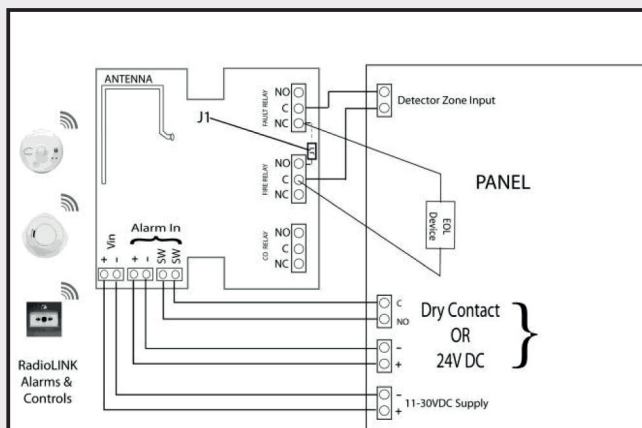 ANTENNA
J1
FAULT RELAY
NO
C
NC
J1
FIRE RELAY
NO
C
NC
CO RELAY
NO
C
NC
Vin
Alarm In
+ - + - SW SW
RadioLINK
Alarms &
Controls
Detector Zone Input
PANEL
EOL
Device
C
NO
Dry Contact
OR
24V DC
-
+
-
+
11-30VDC Supply